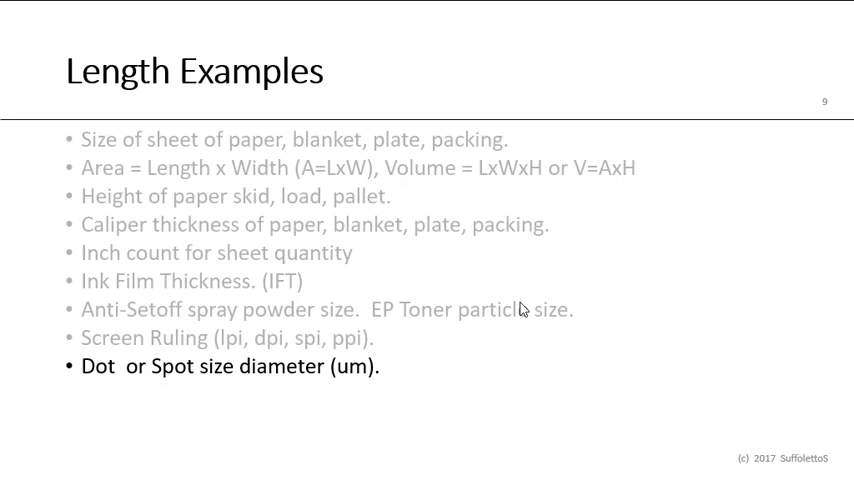 Length Examples
9
• Size of sheet of paper, blanket, plate, packing.
• Area = Length x Width (A=LxW), Volume = LxWxH or V=AxH
• Height of paper skid, load, pallet.
• Caliper thickness of paper, blanket, plate, packing.
• Inch count for sheet quantity
• Ink Film Thickness. (IFT)
• Anti-Setoff spray powder size.  EP Toner particle size.
• Screen Ruling (lpi, dpi, spi, ppi).
• Dot  or Spot size diameter (um).
(c)  2017  SuffolettoS